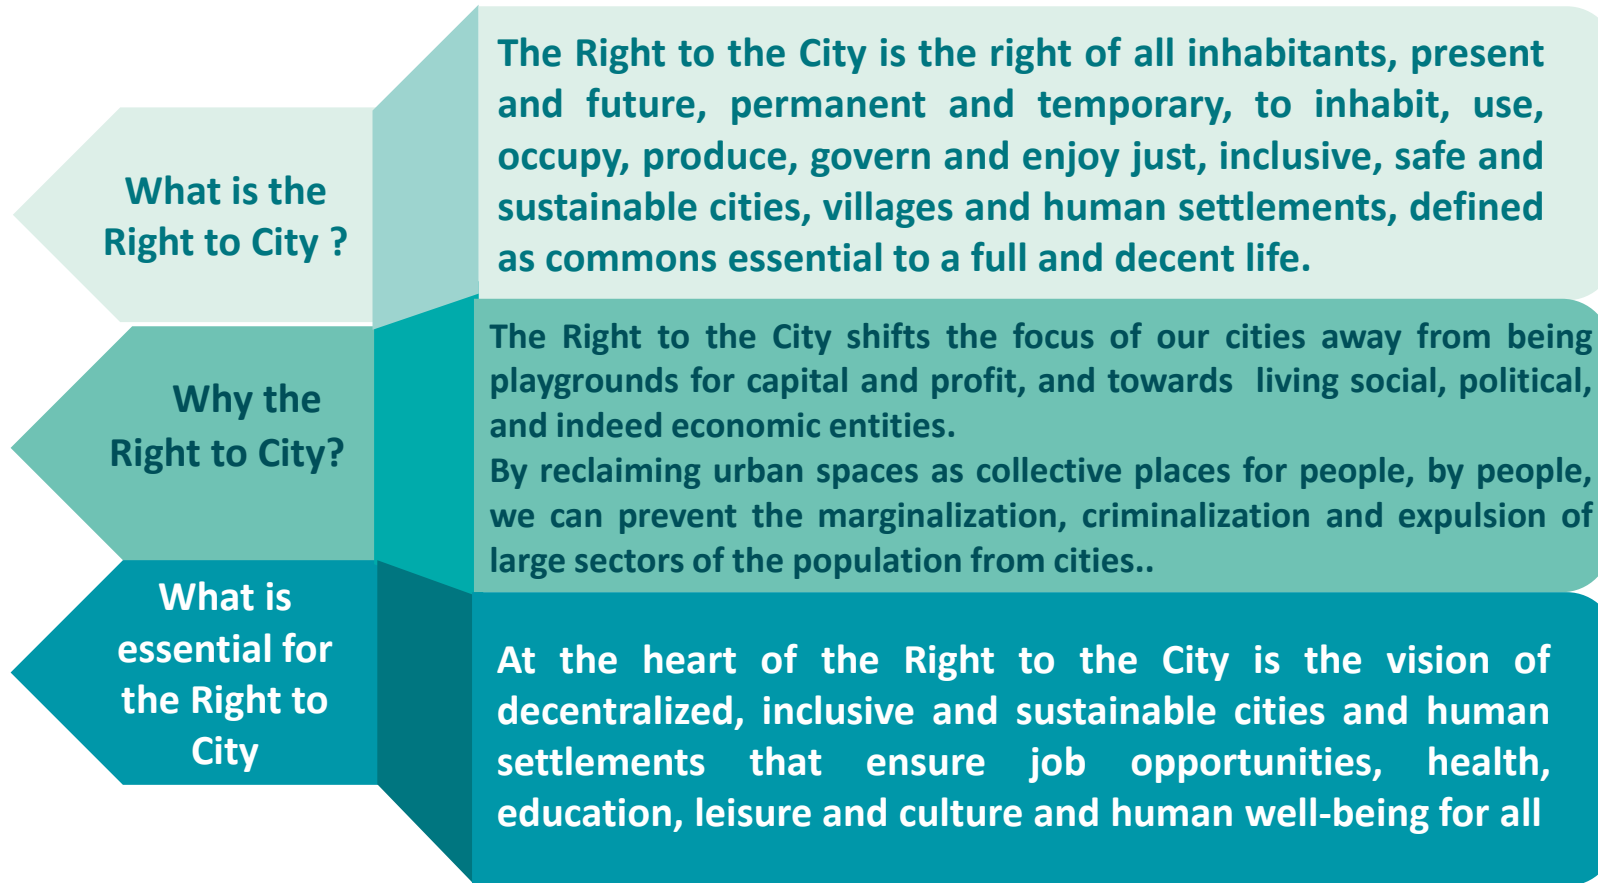 What is the
Right to City ?
The Right to the City is the right of all inhabitants, present
and future, permanent and temporary, to inhabit, use,
occupy, produce, govern and enjoy just, inclusive, safe and
sustainable cities, villages and human settlements, defined
as commons essential to a full and decent life.
Why the
Right to City?
The Right to the City shifts the focus of our cities away from being
playgrounds for capital and profit, and towards living social, political,
and indeed economic entities.
By reclaiming urban spaces as collective places for people, by people,
we can prevent the marginalization, criminalization and expulsion of
large sectors of the population from cities..
What is
essential for
the Right to
City
At the heart of the Right to the City is the vision of
decentralized, inclusive and sustainable cities and human
settlements that ensure job opportunities, health,
education, leisure and culture and human well-being for all